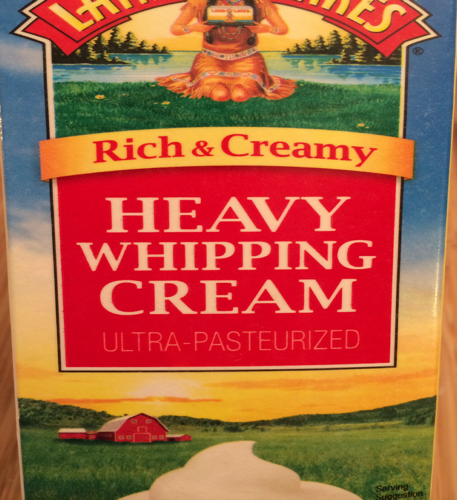 Rich & Creamy
HEAVY
WHIPPING
CREAM
ULTRA-PASTEURIZED
Serving
Suggestion